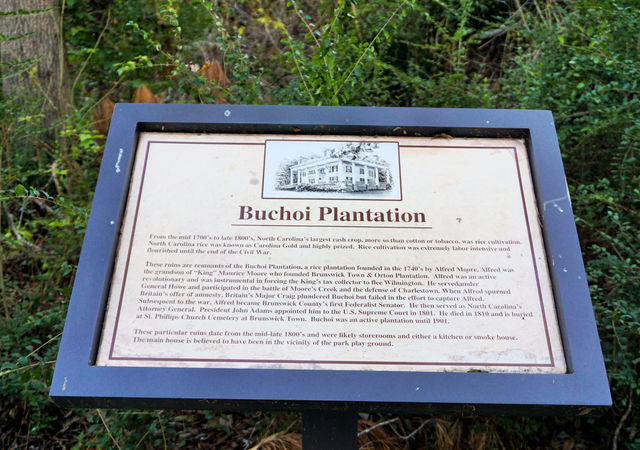 Buchoi Plantation
From the mid 1700's to late 1800's, North Carolina's largest cash crop, more so than cotton or tobacco, was rice cultivation.
North Carolina rice was known as Carolina Gold and highly prized. Rice cultivation was extremely labor intensive and
flourished until the end of the Civil War.
These ruins are remnants of the Buchoi Plantation, a rice plantation founded in the 1740's by Alfred Moore. Alfred was
the grandson of "King" Maurice Moore who founded Brunswick Town & Orton Plantation. Alfred was an active
revolutionary and was instrumental in forcing the King's tax collector to flee Wilmington. He served under
General Howe and participated in the battle of Moore's Creek and the defense of Charlestown. When Alfred spurned
Britain's offer of amnesty, Britain's Major Craig plundered Buchoi but failed in the effort to capture Alfred.
Subsequent to the war, Alfred became Brunswick County's first Federalist Senator. He then served as North Carolina's
Attorney General. President John Adams appointed him to the U.S. Supreme Court in 1801. He died in 1810 and is buried
at St. Phillips Church Cemetery at Brunswick Town. Buchoi was an active plantation until 1901.
These particular ruins date from the mid-late 1800's and were likely storerooms and either a kitchen or smoke house.
The main house is believed to have been in the vicinity of the park play ground.